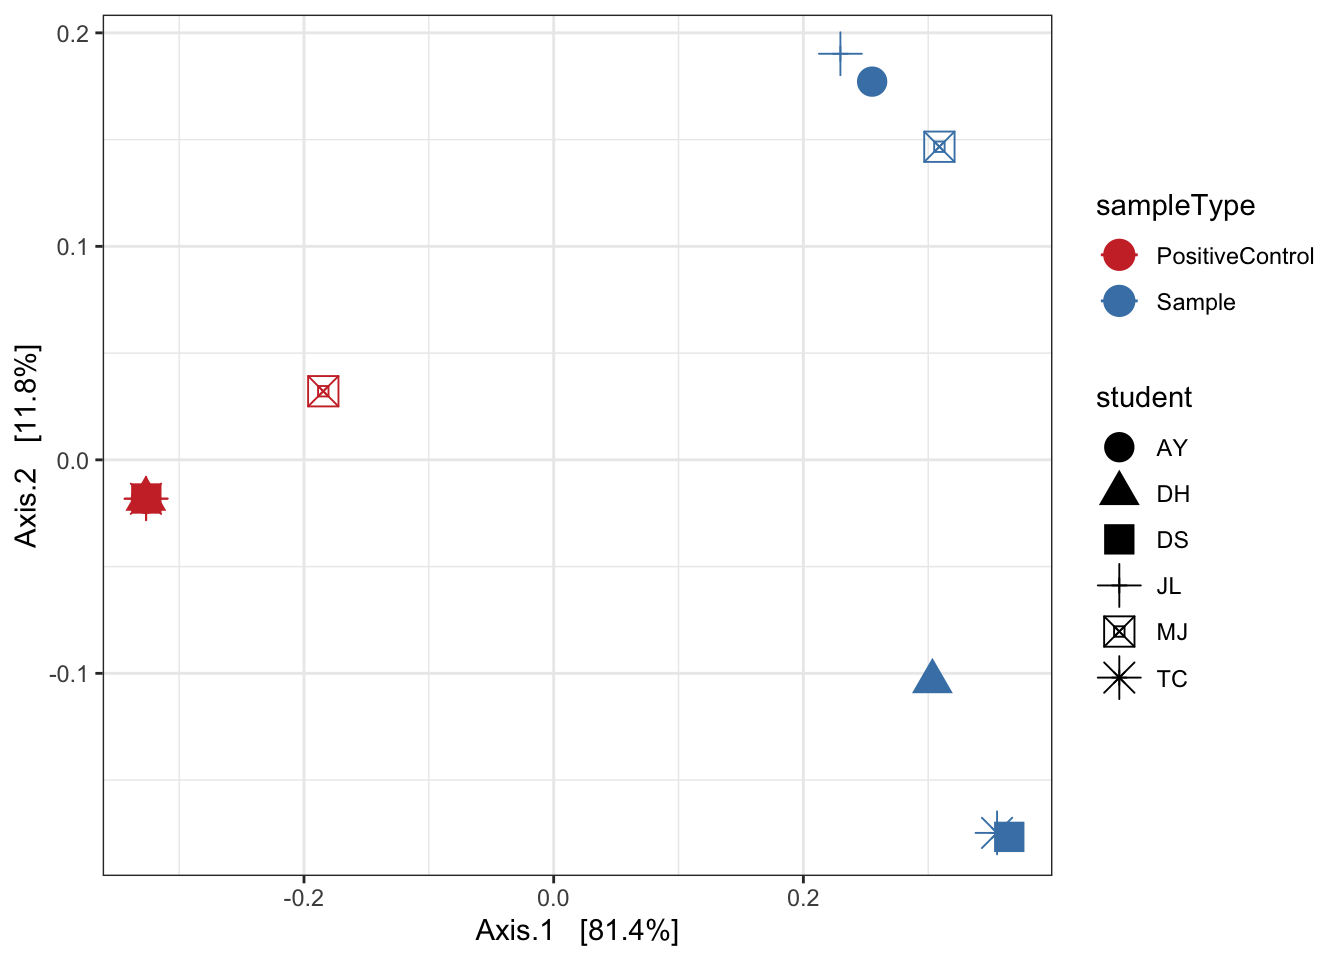 0.2
0.1
0.0
-0.1
Axis.2 [11.8%]
-0.2 0.0 0.2
Axis.1 [81.4%]
sampleType
PositiveControl
Sample
student
AY
DH
DS
JL
MJ
TC